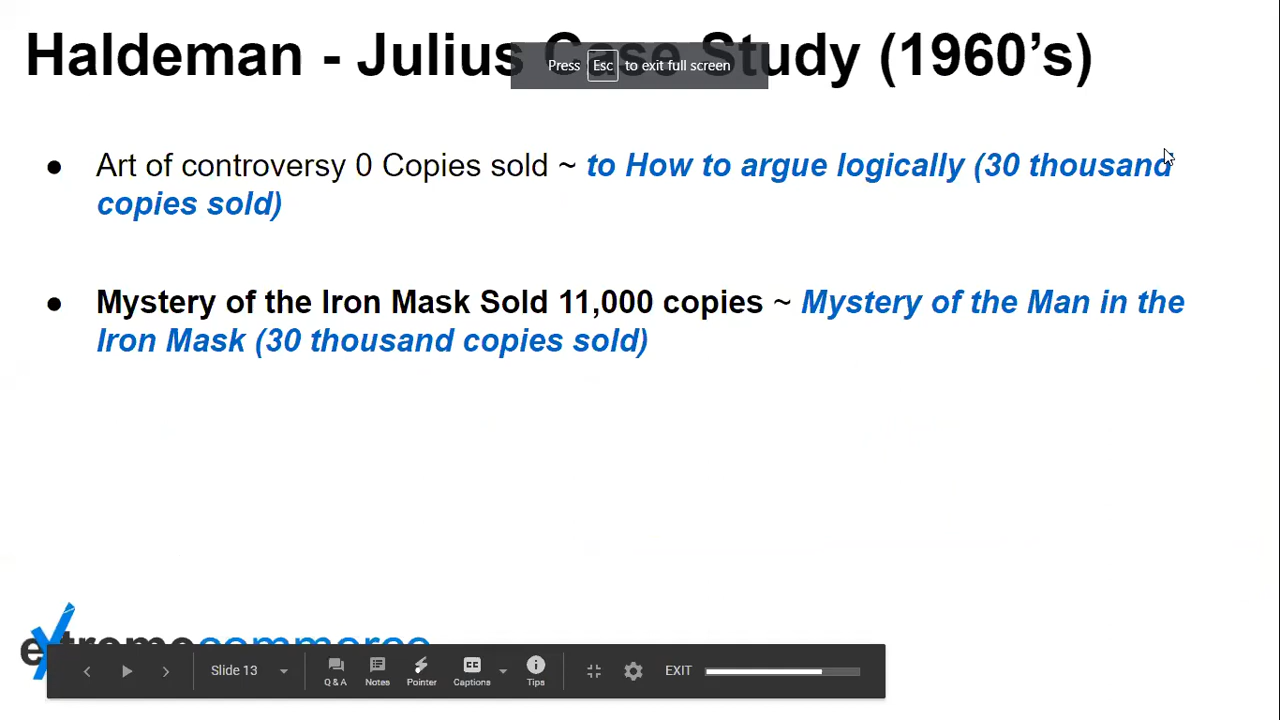 Haldeman - Julius Case Study (1960's)
Press Esc to exit full screen
● Art of controversy 0 Copies sold ~ to How to argue logically (30 thousand
copies sold)
● Mystery of the Iron Mask Sold 11,000 copies ~ Mystery of the Man in the
Iron Mask (30 thousand copies sold)
extremecommerce
Slide 13
Q & A
Notes
Pointer
CC
Captions
Tips
EXIT